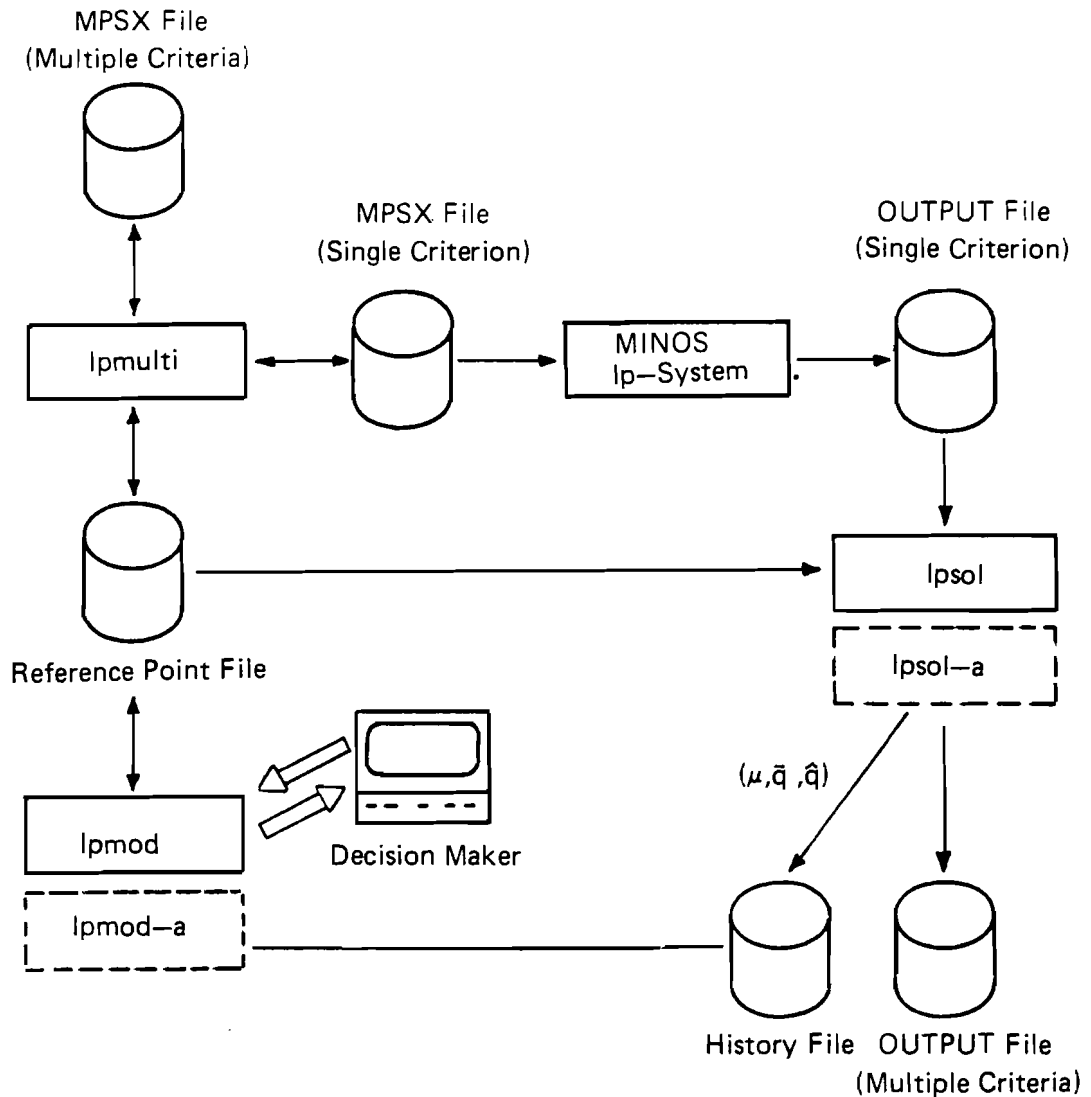 MPSX File
(Multiple Criteria)
MPSX File
(Single Criterion)
OUTPUT File
(Single Criterion)
lpmulti
MINOS
lp—System
lpsol
lpsol—a
Reference Point File
(μ,q̄ ,q̂)
lpmod
Decision Maker
lpmod—a
History File
OUTPUT File
(Multiple Criteria)